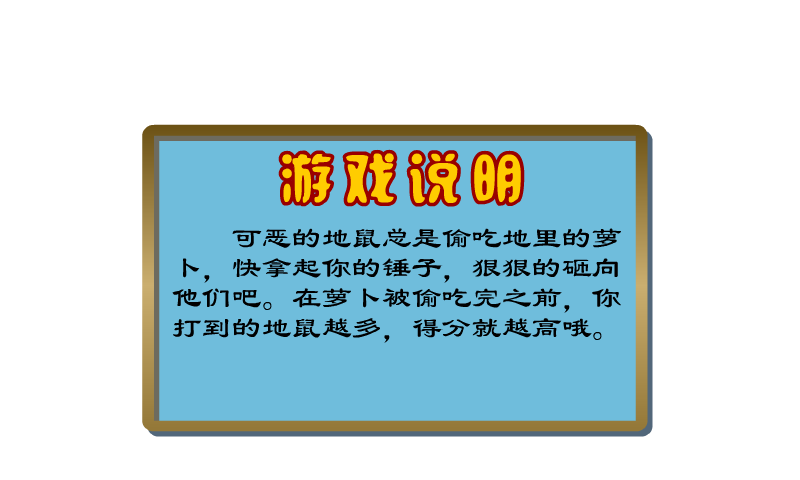 游戏说明
可恶的地鼠总是偷吃地里的萝
卜，快拿起你的锤子，狠狠的砸向
他们吧。在萝卜被偷吃完之前，你
打到的地鼠越多，得分就越高哦。